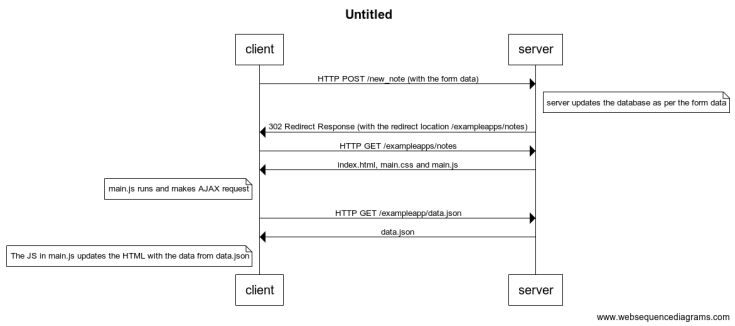 Untitled
client
server
HTTP POST /new_note (with the form data)
server updates the database as per the form data
302 Redirect Response (with the redirect location /exampleapps/notes)
HTTP GET /exampleapps/notes
index.html, main.css and main.js
main.js runs and makes AJAX request
HTTP GET /exampleapp/data.json
data.json
The JS in main.js updates the HTML with the data from data.json
client
server
www.websequencediagrams.com